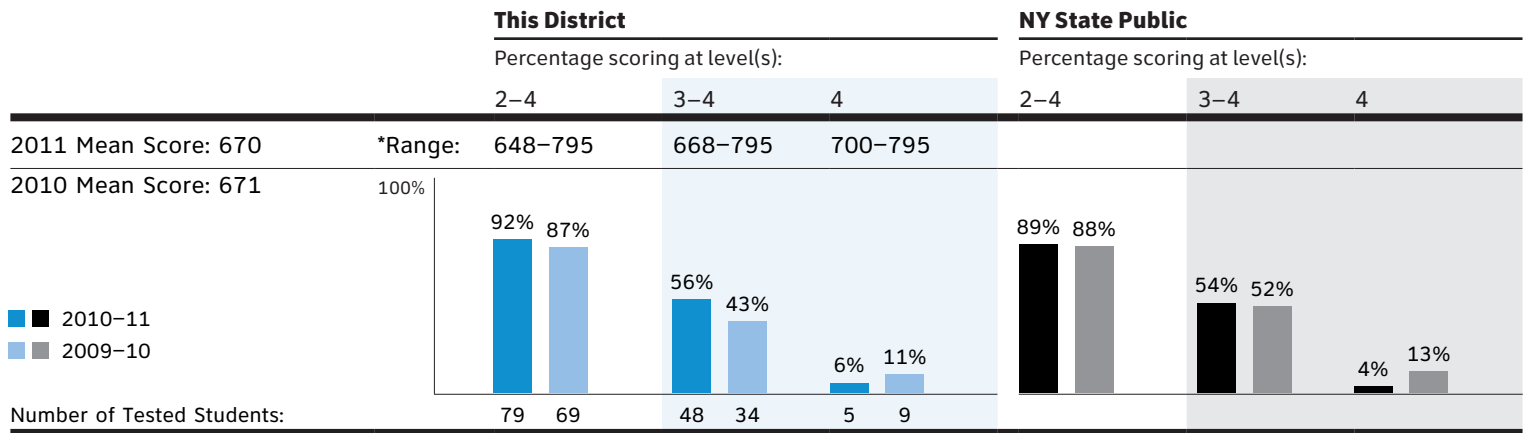 This District NY State Public
Percentage scoring at level(s): Percentage scoring at level(s):
2–4 3–4 4 2–4 3–4 4
2011 Mean Score: 670 *Range: 648–795 668–795 700–795
2010 Mean Score: 671 100%
92% 87% 89% 88%
56% 43% 54% 52%
6% 11% 4% 13%
2010–11
2009–10
Number of Tested Students: 79 69 48 34 5 9